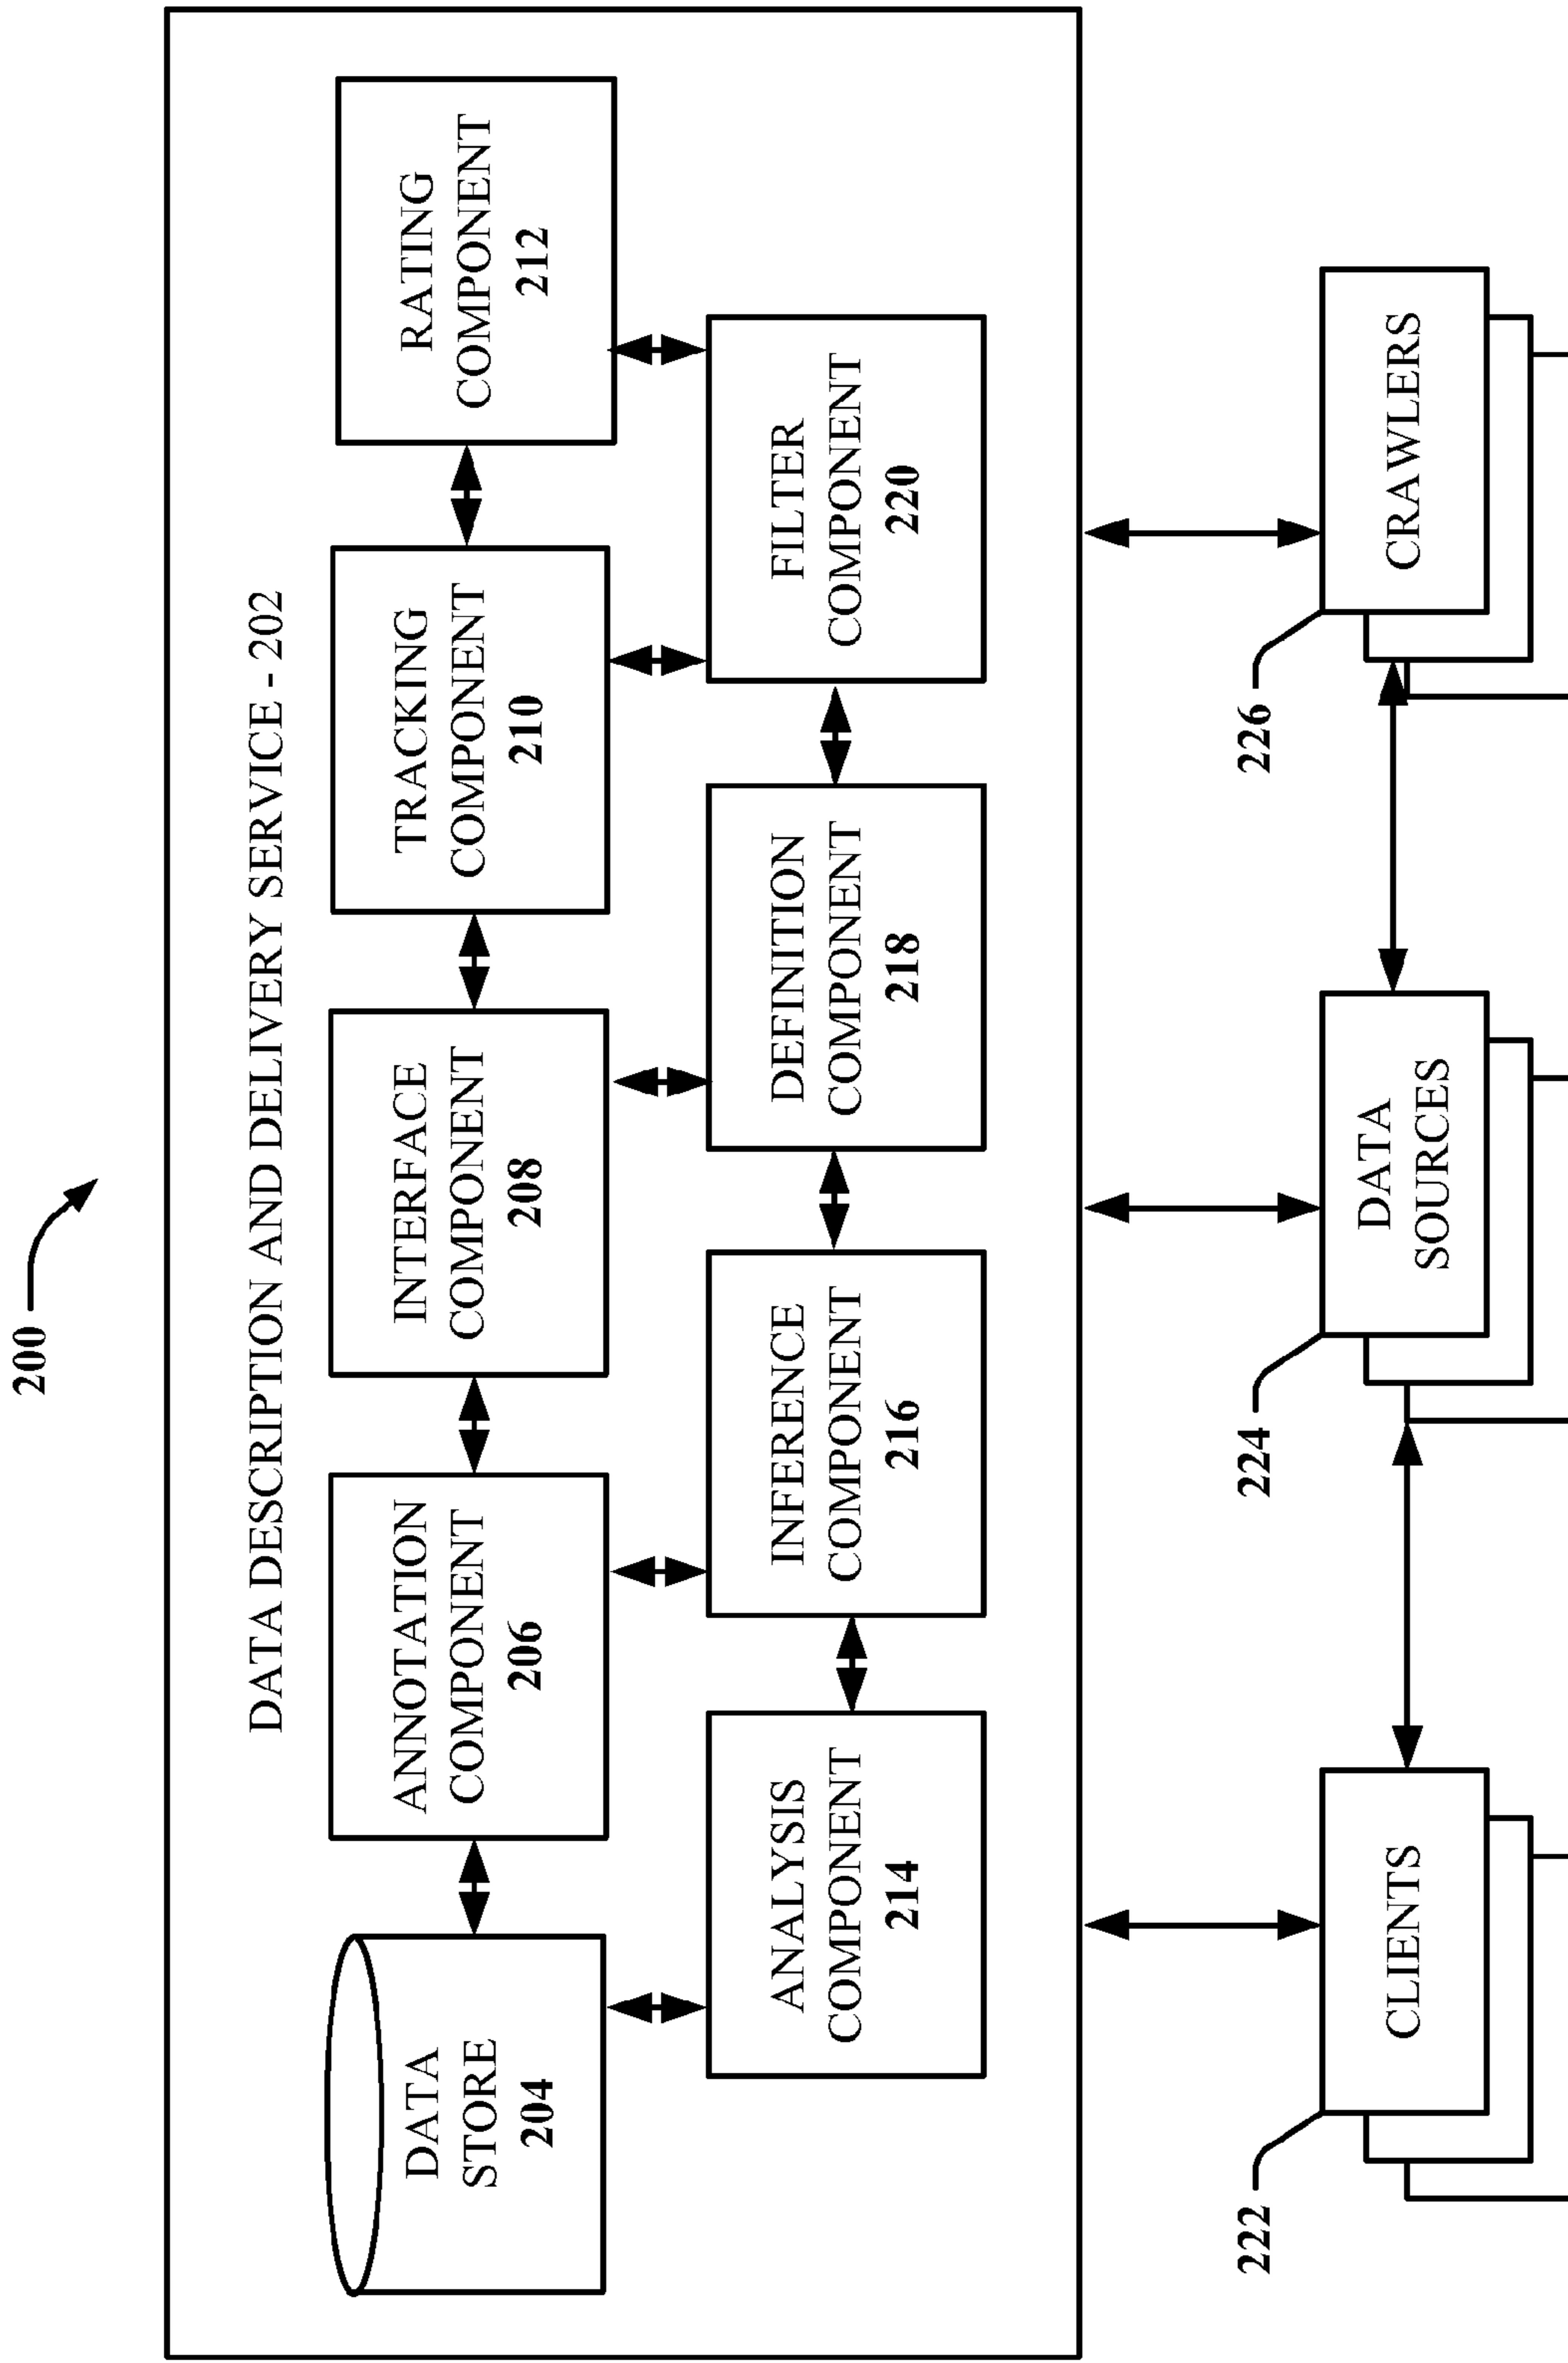 200
DATA DESCRIPTION AND DELIVERY SERVICE - 202
DATA
STORE
204
ANNOTATION
COMPONENT
206
INTERFACE
COMPONENT
208
TRACKING
COMPONENT
210
RATING
COMPONENT
212
ANALYSIS
COMPONENT
214
INFERENCE
COMPONENT
216
DEFINITION
COMPONENT
218
FILTER
COMPONENT
220
222
CLIENTS
224
DATA
SOURCES
226
CRAWLERS